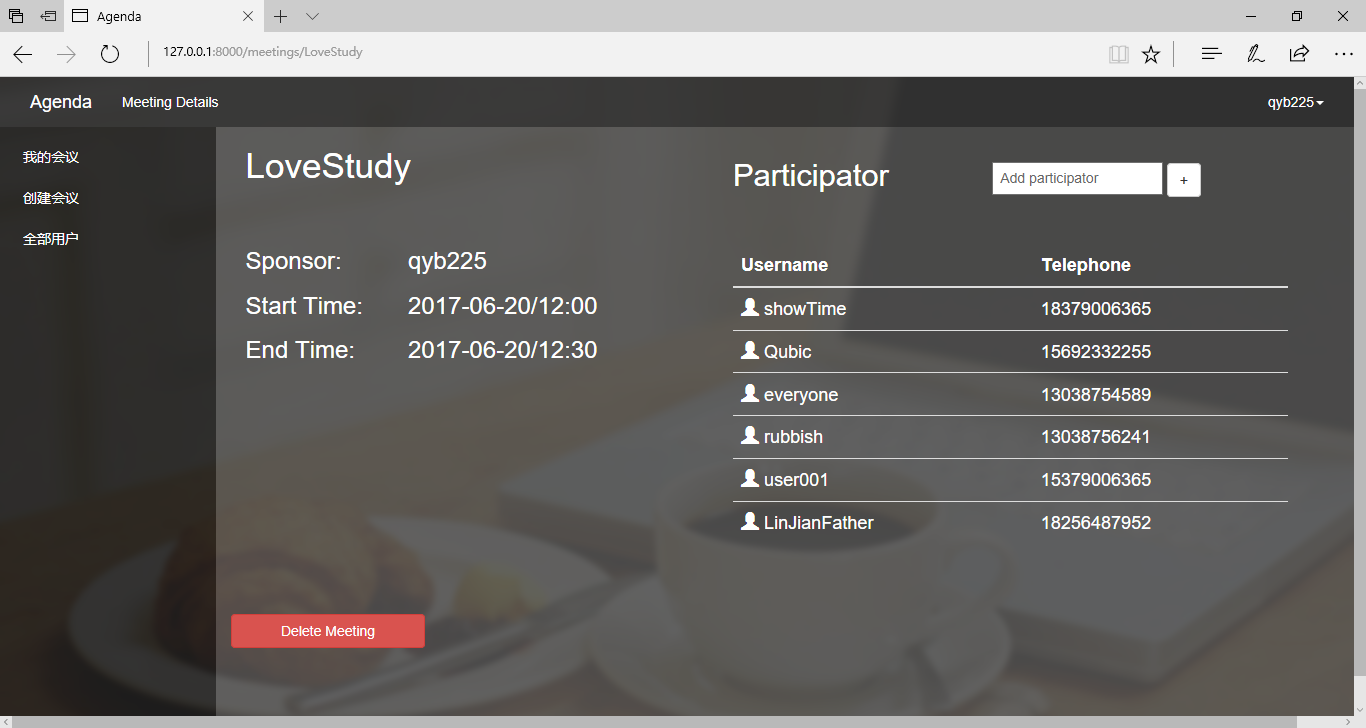 Agenda
127.0.0.1:8000/meetings/LoveStudy
Agenda
Meeting Details
qyb225
我的会议
创建会议
全部用户
LoveStudy
Sponsor: qyb225
Start Time: 2017-06-20/12:00
End Time: 2017-06-20/12:30
Delete Meeting
Participator
Add participator
+
Username Telephone
showTime 18379006365
Qubic 15692332255
everyone 13038754589
rubbish 13038756241
user001 15379006365
LinJianFather 18256487952